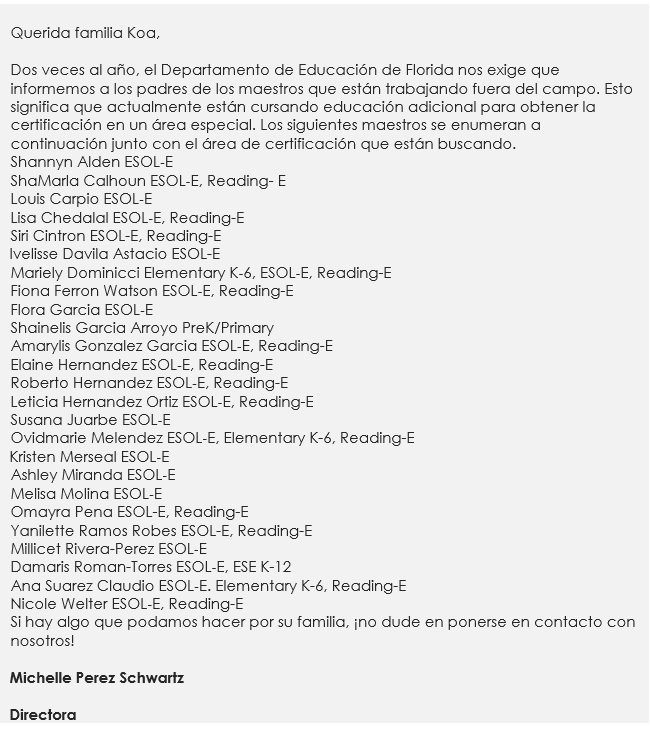 Querida familia Koa,
Dos veces al año, el Departamento de Educación de Florida nos exige que
informemos a los padres de los maestros que están trabajando fuera del campo. Esto
significa que actualmente están cursando educación adicional para obtener la
certificación en un área especial. Los siguientes maestros se enumeran a
continuación junto con el área de certificación que están buscando.
Shannyn Alden ESOL-E
ShaMarla Calhoun ESOL-E, Reading- E
Louis Carpio ESOL-E
Lisa Chedalal ESOL-E, Reading-E
Siri Cintron ESOL-E, Reading-E
Ivelisse Davila Astacio ESOL-E
Mariely Dominicci Elementary K-6, ESOL-E, Reading-E
Fiona Ferron Watson ESOL-E, Reading-E
Flora Garcia ESOL-E
Shainelis Garcia Arroyo PreK/Primary
Amarylis Gonzalez Garcia ESOL-E, Reading-E
Elaine Hernandez ESOL-E, Reading-E
Roberto Hernandez ESOL-E, Reading-E
Leticia Hernandez Ortiz ESOL-E, Reading-E
Susana Juarbe ESOL-E
Ovidmarie Melendez ESOL-E, Elementary K-6, Reading-E
Kristen Merseal ESOL-E
Ashley Miranda ESOL-E
Melisa Molina ESOL-E
Omayra Pena ESOL-E, Reading-E
Yanilette Ramos Robes ESOL-E, Reading-E
Millicet Rivera-Perez ESOL-E
Damaris Roman-Torres ESOL-E, ESE K-12
Ana Suarez Claudio ESOL-E. Elementary K-6, Reading-E
Nicole Welter ESOL-E, Reading-E
Si hay algo que podamos hacer por su familia, ¡no dude en ponerse en contacto con
nosotros!
Michelle Perez Schwartz
Directora